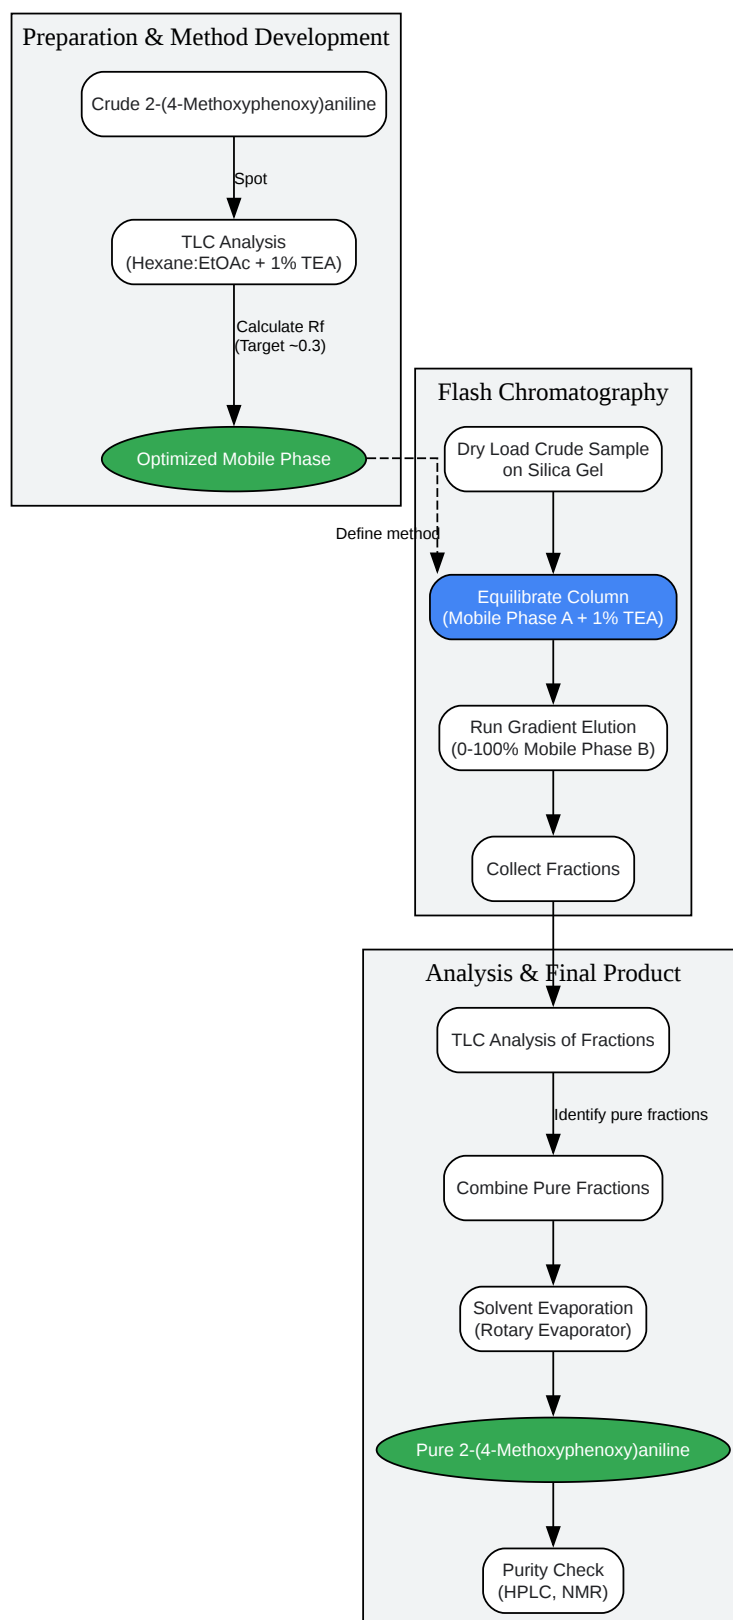 Preparation & Method Development
Crude 2-(4-Methoxyphenoxy)aniline
Spot
TLC Analysis
(Hexane:EtOAc + 1% TEA)
Calculate Rf
(Target ~0.3)
Optimized Mobile Phase
Define method
Flash Chromatography
Dry Load Crude Sample
on Silica Gel
Equilibrate Column
(Mobile Phase A + 1% TEA)
Run Gradient Elution
(0-100% Mobile Phase B)
Collect Fractions
Analysis & Final Product
TLC Analysis of Fractions
Identify pure fractions
Combine Pure Fractions
Solvent Evaporation
(Rotary Evaporator)
Pure 2-(4-Methoxyphenoxy)aniline
Purity Check
(HPLC, NMR)